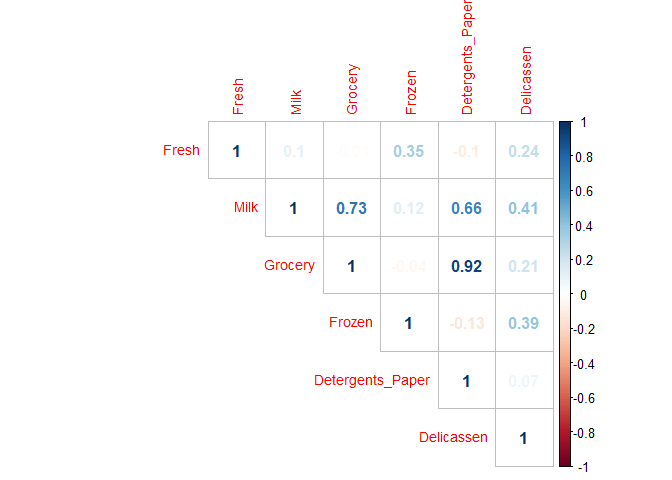 Fresh Milk Grocery Frozen Detergents_Paper Delicassen
Fresh 1 0.1 -0.01 0.35 -0.1 0.24
Milk 1 0.73 0.12 0.66 0.41
Grocery 1 -0.04 0.92 0.21
Frozen 1 -0.13 0.39
Detergents_Paper 1 0.07
Delicassen 1
1
0.8
0.6
0.4
0.2
0
-0.2
-0.4
-0.6
-0.8
-1